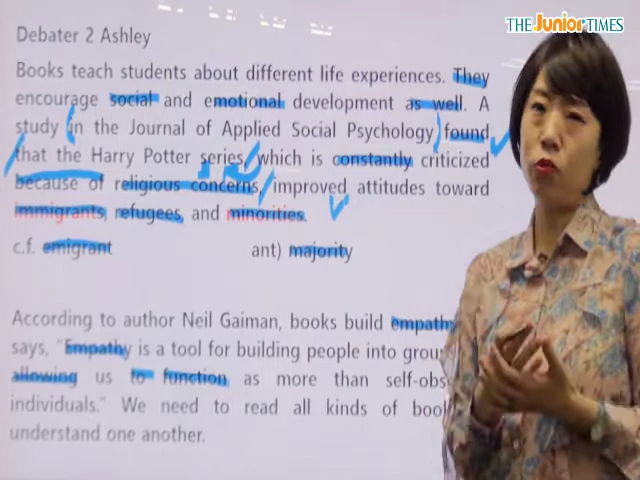 THE Junior TIMES
Debater 2 Ashley
Books teach students about different life experiences. They
encourage social and emotional development as well. A
study in the Journal of Applied Social Psychology found
that the Harry Potter series, which is constantly criticized
because of religious concerns, improved attitudes toward
immigrants, refugees, and minorities.
c.f. emigrant ant) majority
According to author Neil Gaiman, books build empathy
says, "Empathy is a tool for building people into grou
allowing us to function as more than self-obs
individuals." We need to read all kinds of book
understand one another.